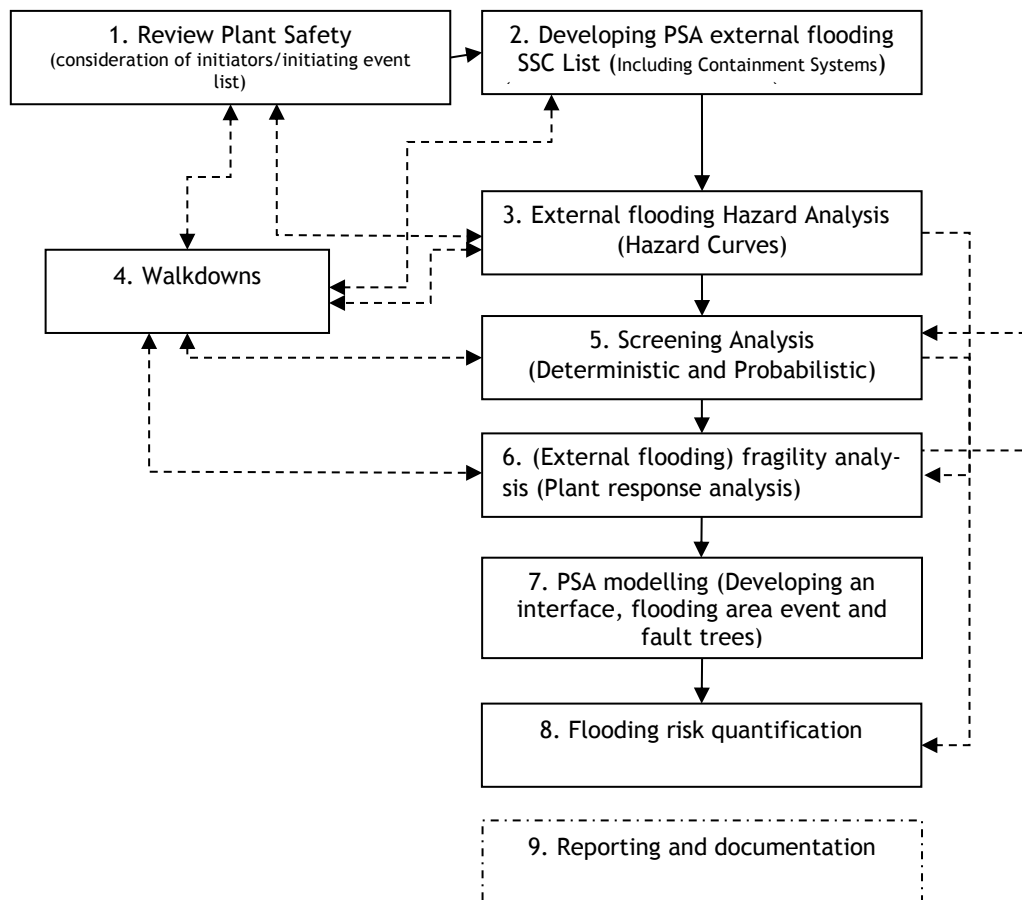 1. Review Plant Safety
(consideration of initiators/initiating event
list)
2. Developing PSA external flooding
SSC List (Including Containment Systems)
3. External flooding Hazard Analysis
(Hazard Curves)
4. Walkdowns
5. Screening Analysis
(Deterministic and Probabilistic)
6. (External flooding) fragility analy-
sis (Plant response analysis)
7. PSA modelling (Developing an
interface, flooding area event and
fault trees)
8. Flooding risk quantification
9. Reporting and documentation